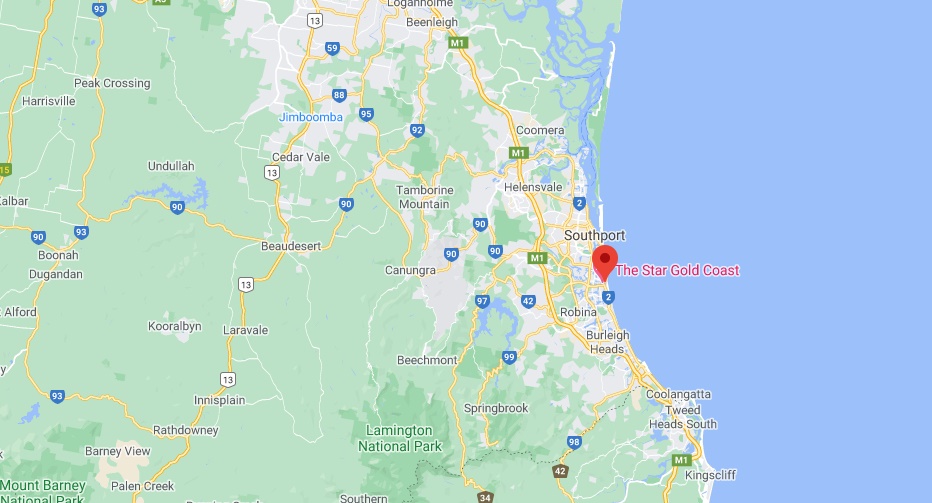 A5
93
13
Loganholme
Beenleigh
M1
59
Peak Crossing
88
Harrisville
95
Jimboomba
92
Coomera
M1
Cedar Vale
15
13
Undullah
Tamborine
Mountain
Helensvale
2
90
90
albar
90
93
90
Southport
Boonah
Beaudesert
90
90
M1
Dugandan
Canungra
The Star Gold Coast
13
2
97
42
Alford
Robina
Kooralbyn
Laravale
Burleigh
Heads
Beechmont
99
13
93
Innisplain
Coolangatta
Tweed
Heads South
Springbrook
Rathdowney
Lamington
National Park
98
Barney View
M1
42
Kingscliff
Mount Barney
National Park
Palen Creek
34
Southern